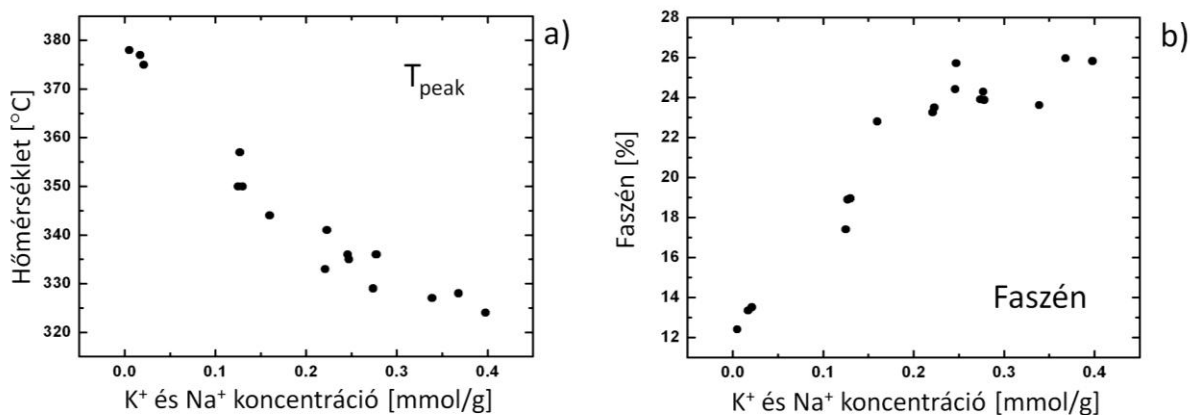 a)
T peak
Hőmérséklet [°C]
380
370
360
350
340
330
320
0.0 0.1 0.2 0.3 0.4
K⁺ és Na⁺ koncentráció [mmol/g]
b)
Faszén [%]
28
26
24
22
20
18
16
14
12
Faszén
0.0 0.1 0.2 0.3 0.4
K⁺ és Na⁺ koncentráció [mmol/g]